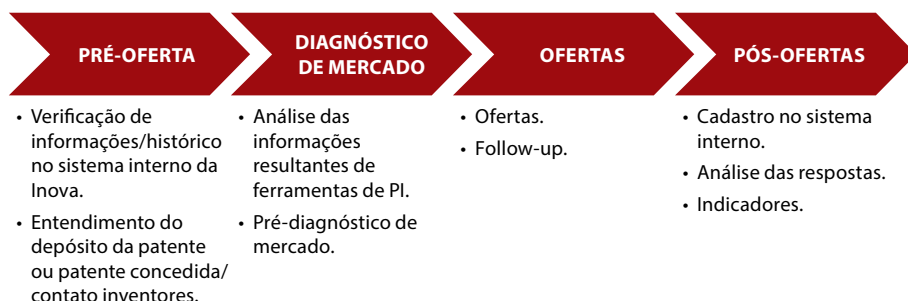 PRÉ-OFERTA
DIAGNÓSTICO
DE MERCADO
OFERTAS
PÓS-OFERTAS
• Verificação de
informações/histórico
no sistema interno da
Inova.
• Entendimento do
depósito da patente
ou patente concedida/
contato inventores.
• Análise das
informações
resultantes de
ferramentas de PI.
• Pré-diagnóstico de
mercado.
• Ofertas.
• Follow-up.
• Cadastro no sistema
interno.
• Análise das respostas.
• Indicadores.